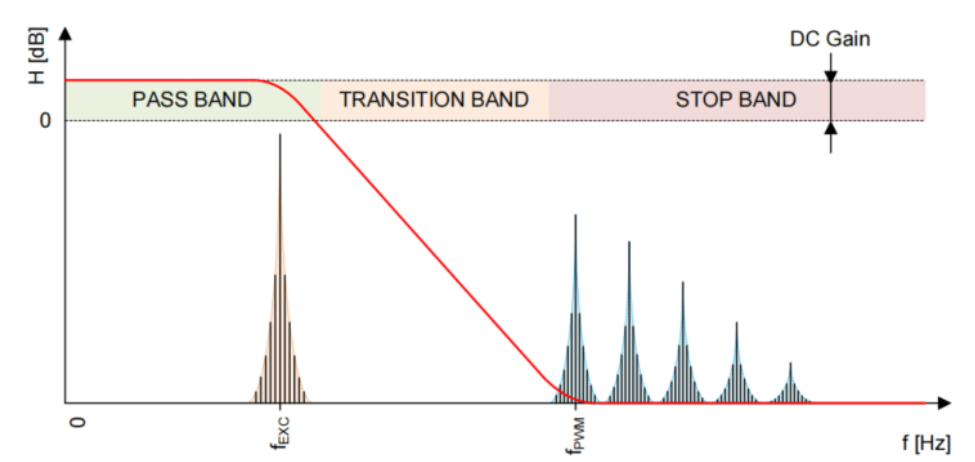 H [dB]
DC Gain
PASS BAND
TRANSITION BAND
STOP BAND
0
0
fEXC
fPWM
f [Hz]